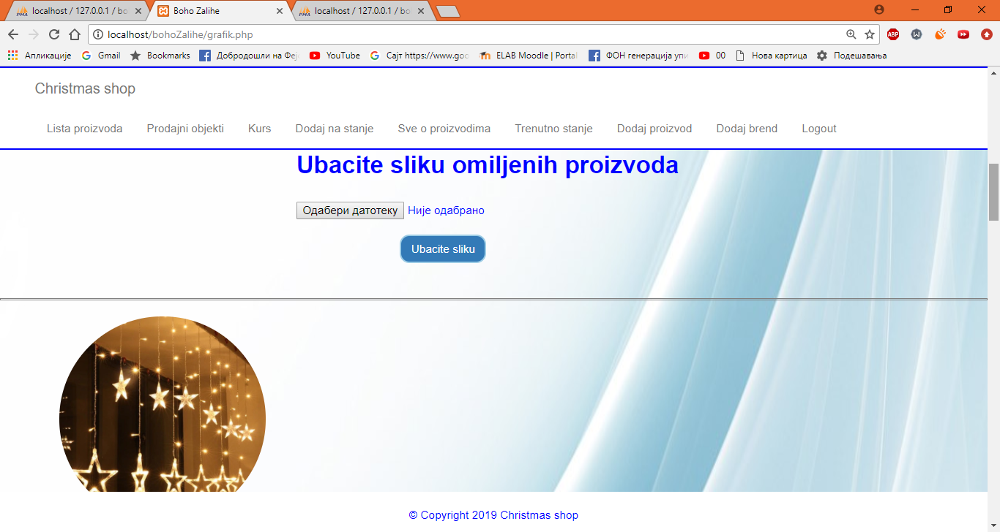 localhost / 127.0.0.1 / bo Boho Zalihe localhost / 127.0.0.1 / bo
localhost/bohoZalihe/grafik.php ABP W
Апликације Gmail Bookmarks Добродошли на Феј YouTube Сајт https://www.goo ELAB Moodle | Portal ФОН генерација упи 00 Нова картица Подешавања
Christmas shop
Lista proizvoda Prodajni objekti Kurs Dodaj na stanje Sve o proizvodima Trenutno stanje Dodaj proizvod Dodaj brend Logout
Ubacite sliku omiljenih proizvoda
Одабери датотеку Није одабрано
Ubacite sliku
© Copyright 2019 Christmas shop